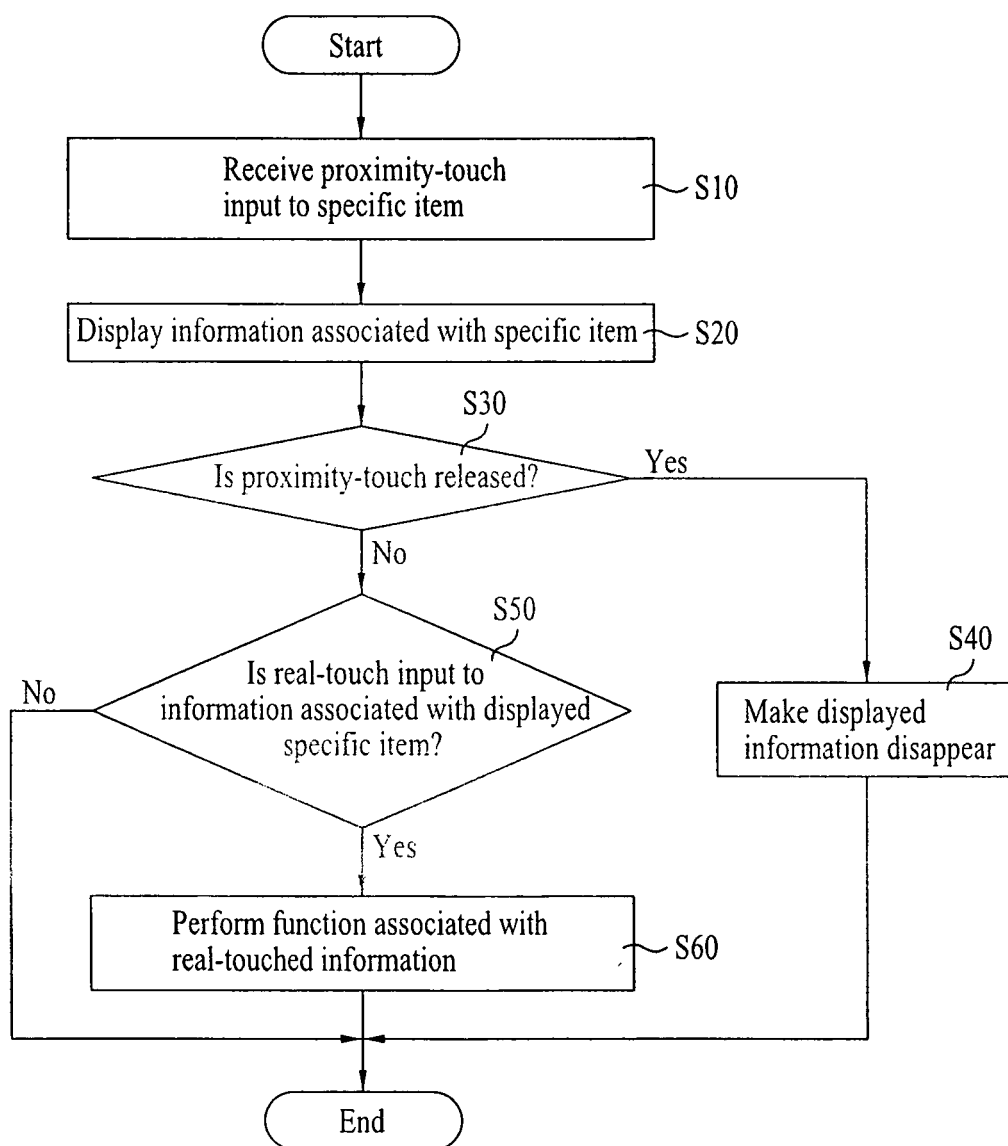 Start
Receive proximity-touch
input to specific item
S10
Display information associated with specific item
S20
S30
Is proximity-touch released?
Yes
No
S50
Is real-touch input to
information associated with displayed
specific item?
No
S40
Make displayed
information disappear
Yes
Perform function associated with
real-touched information
S60
End